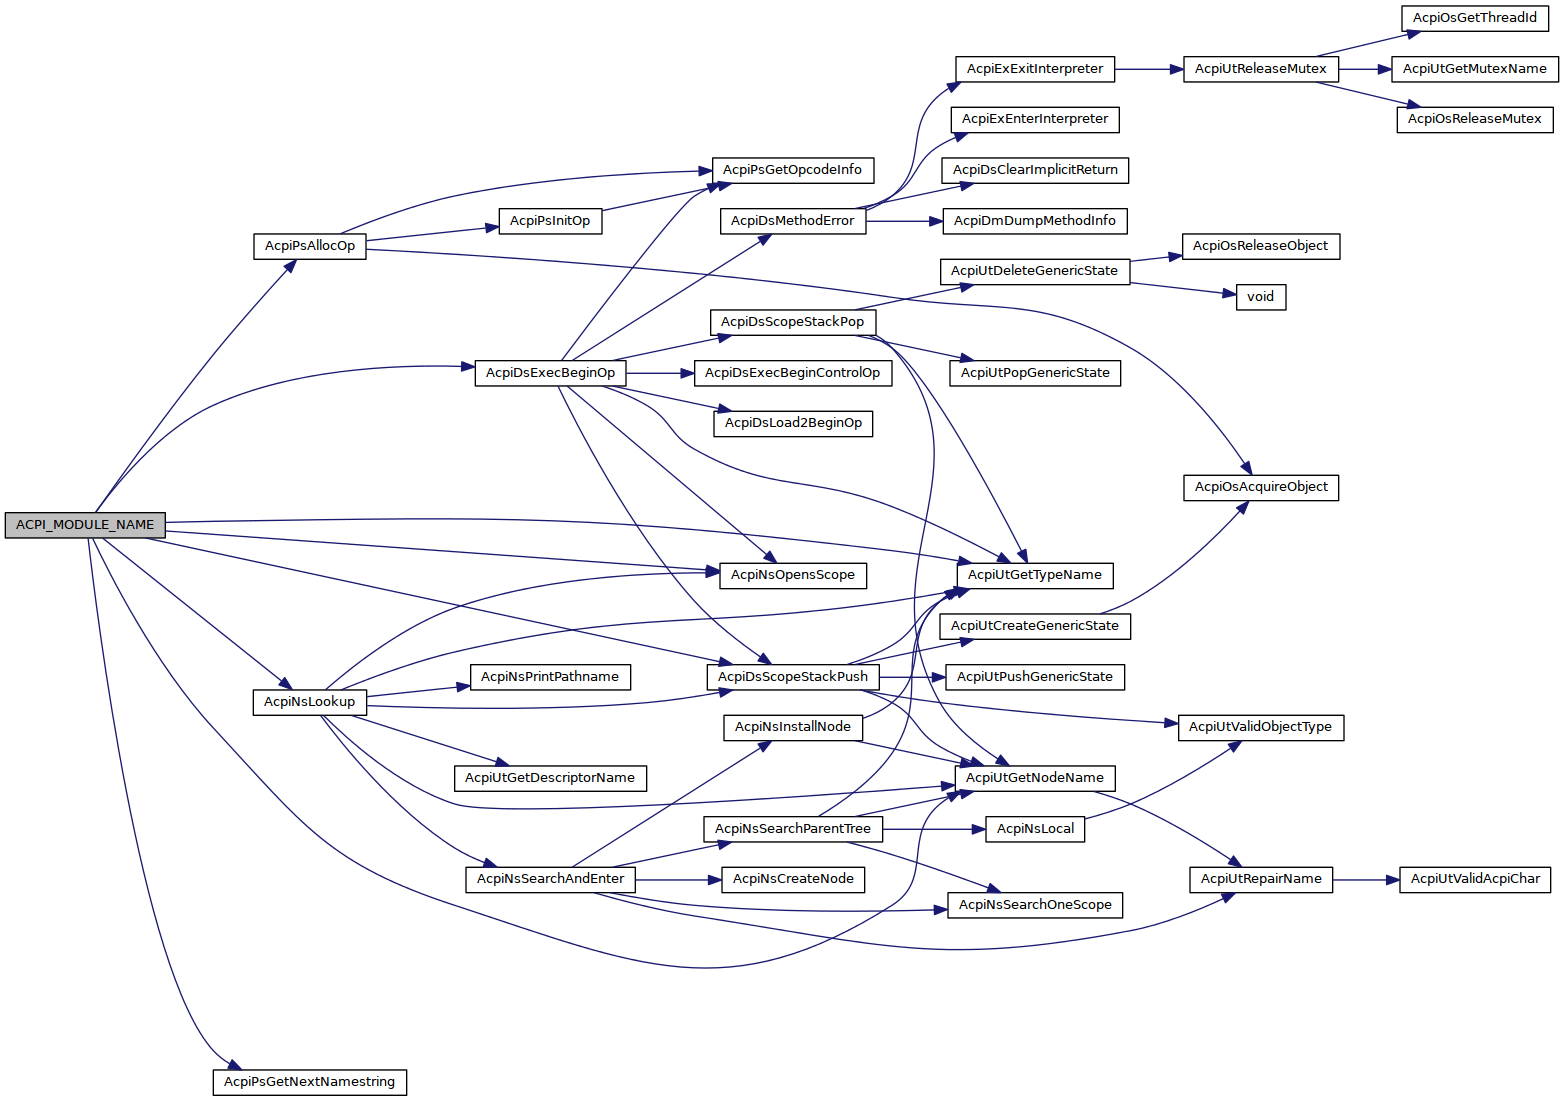 AcpiOsGetThreadId
AcpiExExitInterpreter
AcpiUtReleaseMutex
AcpiUtGetMutexName
AcpiExEnterInterpreter
AcpiOsReleaseMutex
AcpiPsGetOpcodeInfo
AcpiDsClearImplicitReturn
AcpiPsInitOp
AcpiDsMethodError
AcpiDmDumpMethodInfo
AcpiPsAllocOp
AcpiOsReleaseObject
AcpiUtDeleteGenericState
void
AcpiDsScopeStackPop
AcpiDsExecBeginOp
AcpiDsExecBeginControlOp
AcpiUtPopGenericState
AcpiDsLoad2BeginOp
AcpiOsAcquireObject
ACPI_MODULE_NAME
AcpiNsOpensScope
AcpiUtGetTypeName
AcpiUtCreateGenericState
AcpiNsPrintPathname
AcpiDsScopeStackPush
AcpiUtPushGenericState
AcpiNsLookup
AcpiNsInstallNode
AcpiUtValidObjectType
AcpiUtGetDescriptorName
AcpiUtGetNodeName
AcpiNsSearchParentTree
AcpiNsLocal
AcpiNsSearchAndEnter
AcpiNsCreateNode
AcpiUtRepairName
AcpiUtValidAcpiChar
AcpiNsSearchOneScope
AcpiPsGetNextNamestring